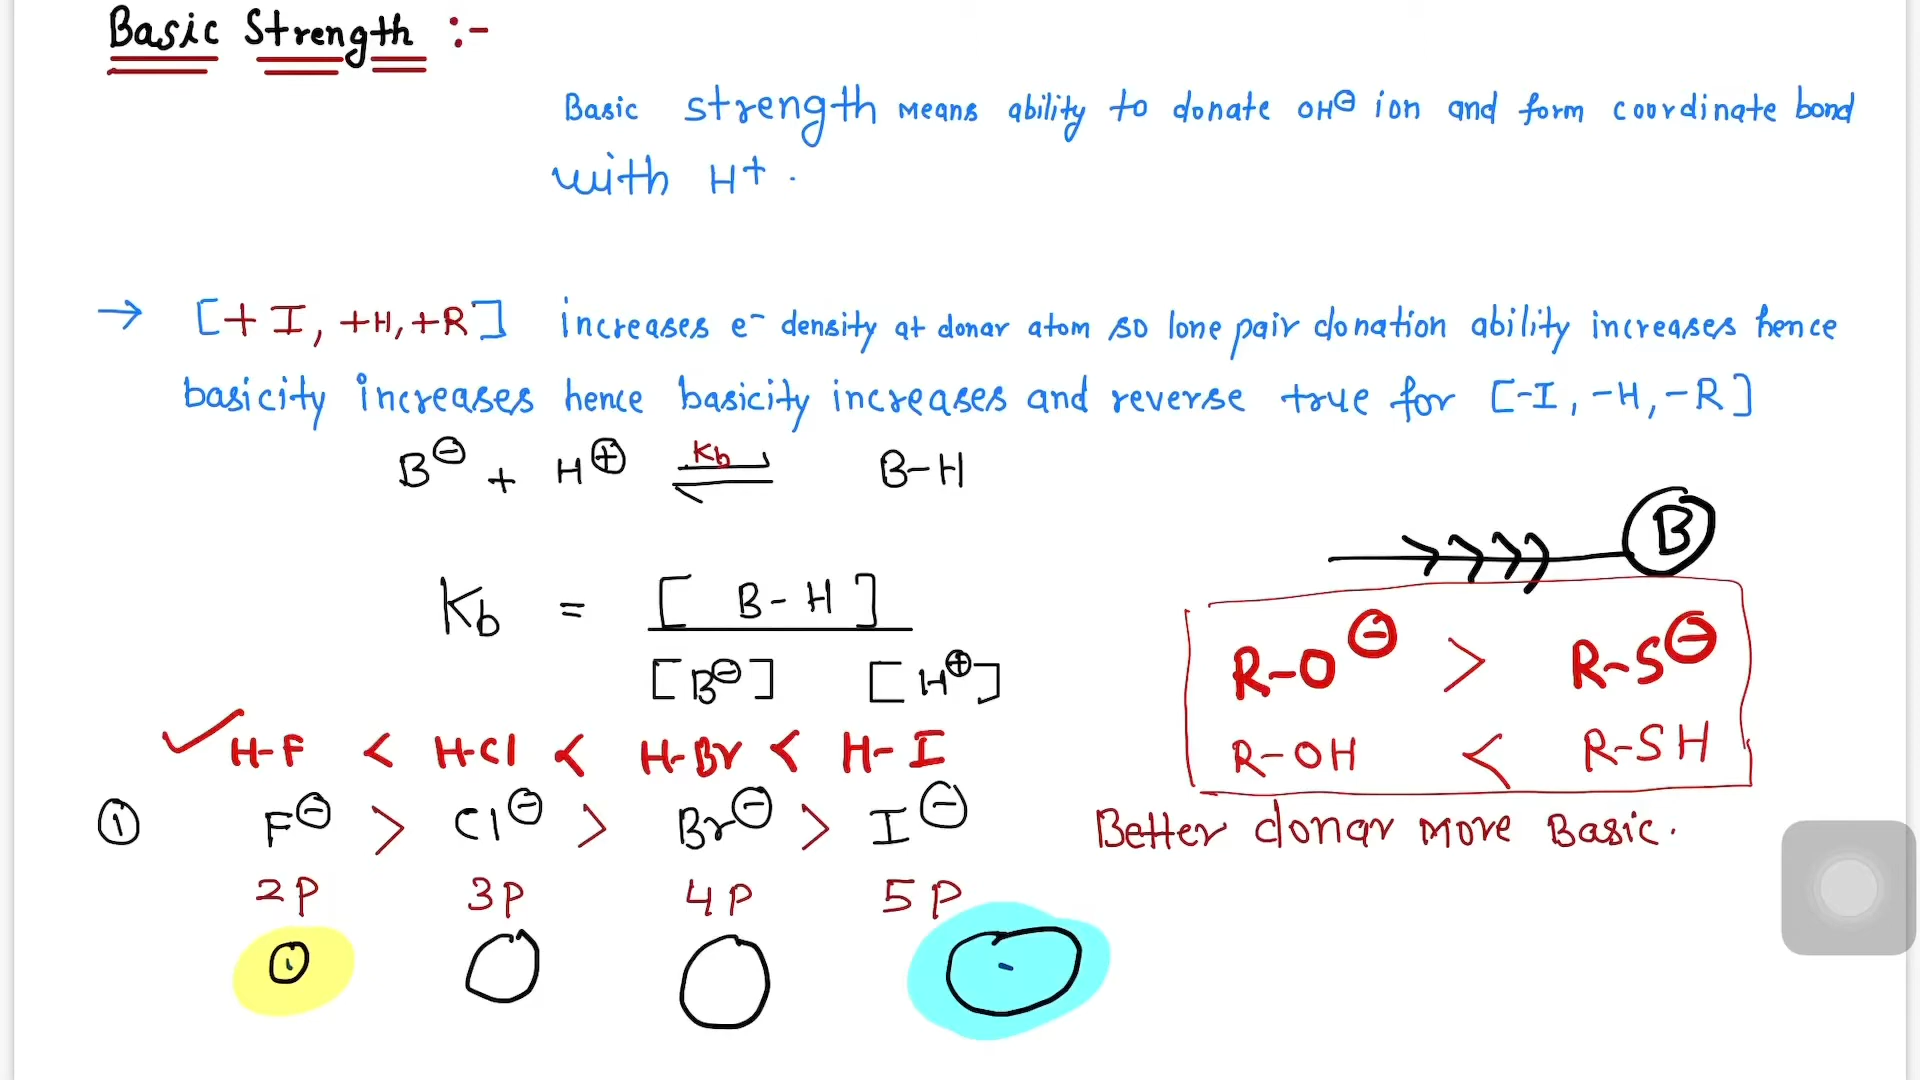 Basic Strength :-
Basic strength means ability to donate OH⊖ ion and form coordinate bond
with H+ .
→ [+I, +H, +R] increases e⁻ density at donar atom so lone pair donation ability increases hence
basicity increases hence basicity increases and reverse true for [-I, -H, -R]
B⊖ + H⊕ ⇌ B-H
Kb
B
Kb = [B-H]
[B⊖] [H⊕]
R-O⊖ > R-S⊖
R-OH < R-SH
✓ H-F < H-Cl < H-Br < H-I
① F⊖ > Cl⊖ > Br⊖ > I⊖
Better donar more Basic.
2p 3p 4p 5p